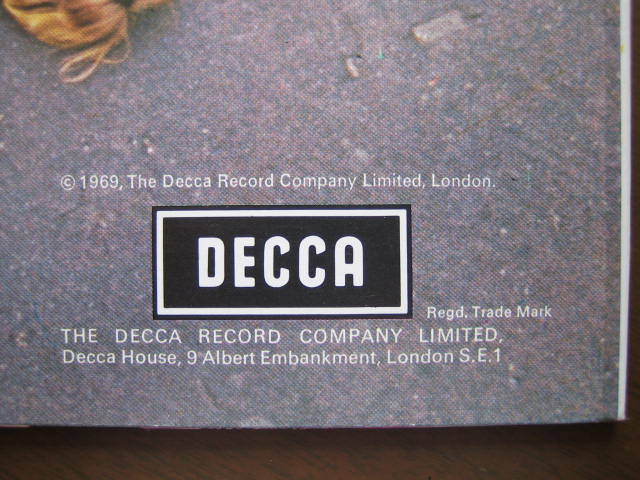 © 1969, The Decca Record Company Limited, London.
DECCA
Regd. Trade Mark
THE DECCA RECORD COMPANY LIMITED,
Decca House, 9 Albert Embankment, London S.E.1